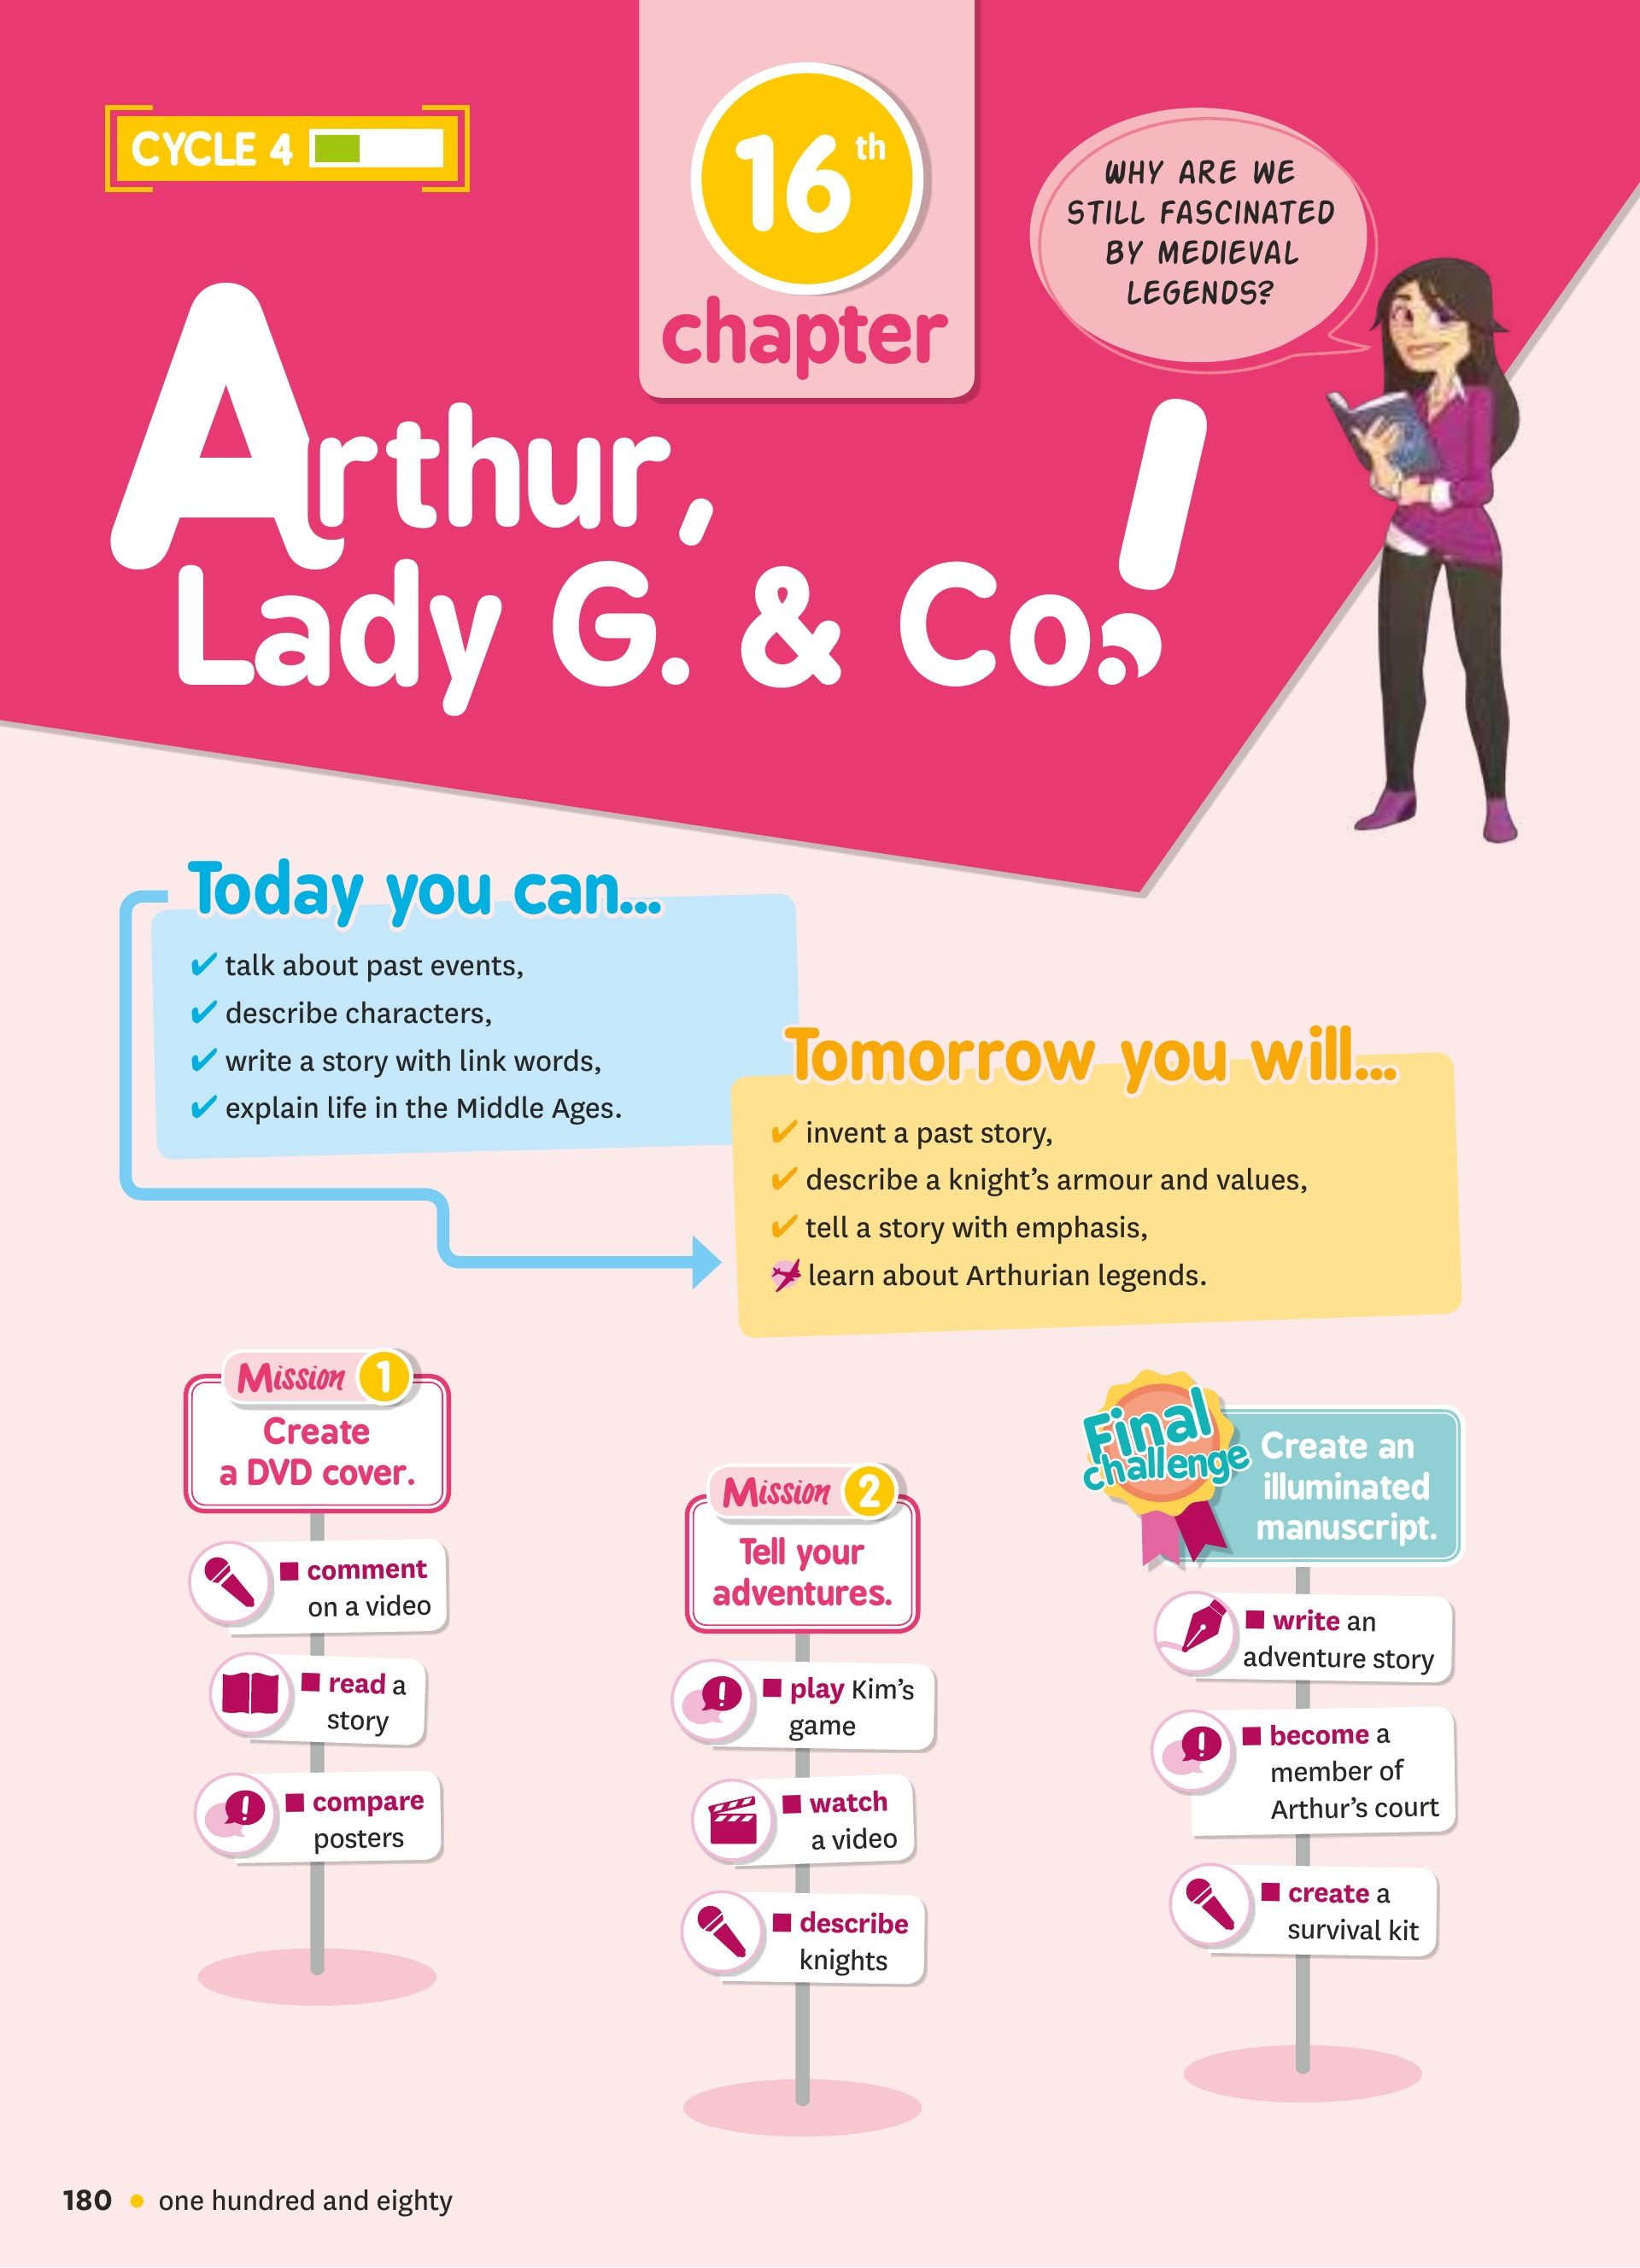 CYCLE 4
16th
chapter
WHY ARE WE
STILL FASCINATED
BY MEDIEVAL
LEGENDS?
Arthur,
Lady G. & Co.!
Today you can...
✔ talk about past events,
✔ describe characters,
✔ write a story with link words,
✔ explain life in the Middle Ages.
Tomorrow you will...
✔ invent a past story,
✔ describe a knight's armour and values,
✔ tell a story with emphasis,
learn about Arthurian legends.
Mission 1
Create
a DVD cover.
■ comment
on a video
■ read a
story
■ compare
posters
Mission 2
Tell your
adventures.
■ play Kim's
game
■ watch
a video
■ describe
knights
Final
challenge
Create an
illuminated
manuscript.
■ write an
adventure story
■ become a
member of
Arthur's court
■ create a
survival kit
180 • one hundred and eighty